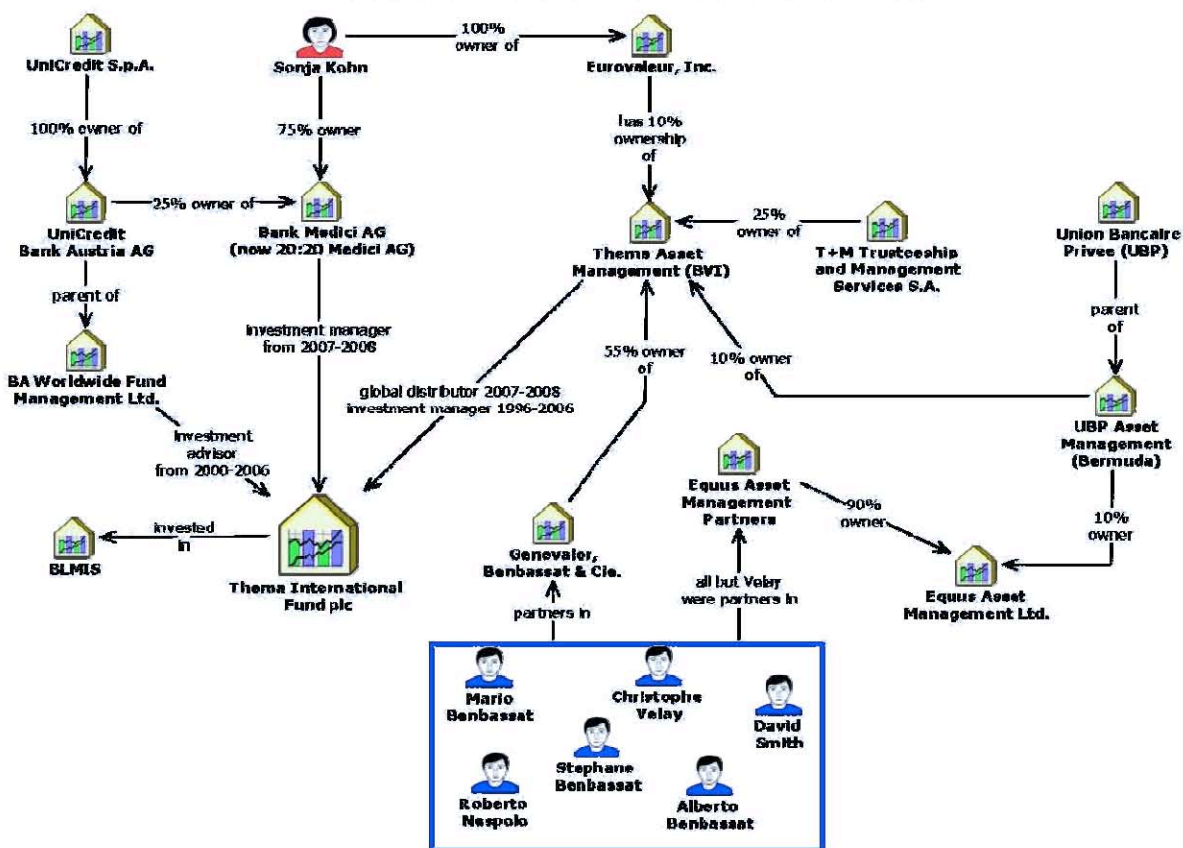 UniCredit S.p.A.
Sonja Kohn
100%
owner of
Eurovaleur, Inc.
100% owner of
75% owner
has 10%
ownership
of
UniCredit
Bank Austria AG
25% owner of
Bank Medici AG
(now 20:20 Medici AG)
Thema Asset
Management (BVI)
25%
owner of
T+M Trusteeship
and Management
Services S.A.
Union Bancaire
Privee (UBP)
parent of
investment manager
from 2007-2008
parent
of
BA Worldwide Fund
Management Ltd.
global distributor 2007-2008
investment manager 1996-2006
55% owner
of
10% owner
of
UBP Asset
Management
(Bermuda)
investment
advisor
from 2000-2006
Equus Asset
Management
Partners
90%
owner
10%
owner
BLMIS
invested
in
Thema International
Fund plc
Genevalor,
Benbassat & Cie.
Equus Asset
Management Ltd.
partners in
all but Velay
were partners in
Mario
Benbassat
Christophe
Velay
David
Smith
Stephane
Benbassat
Roberto
Nespolo
Alberto
Benbassat